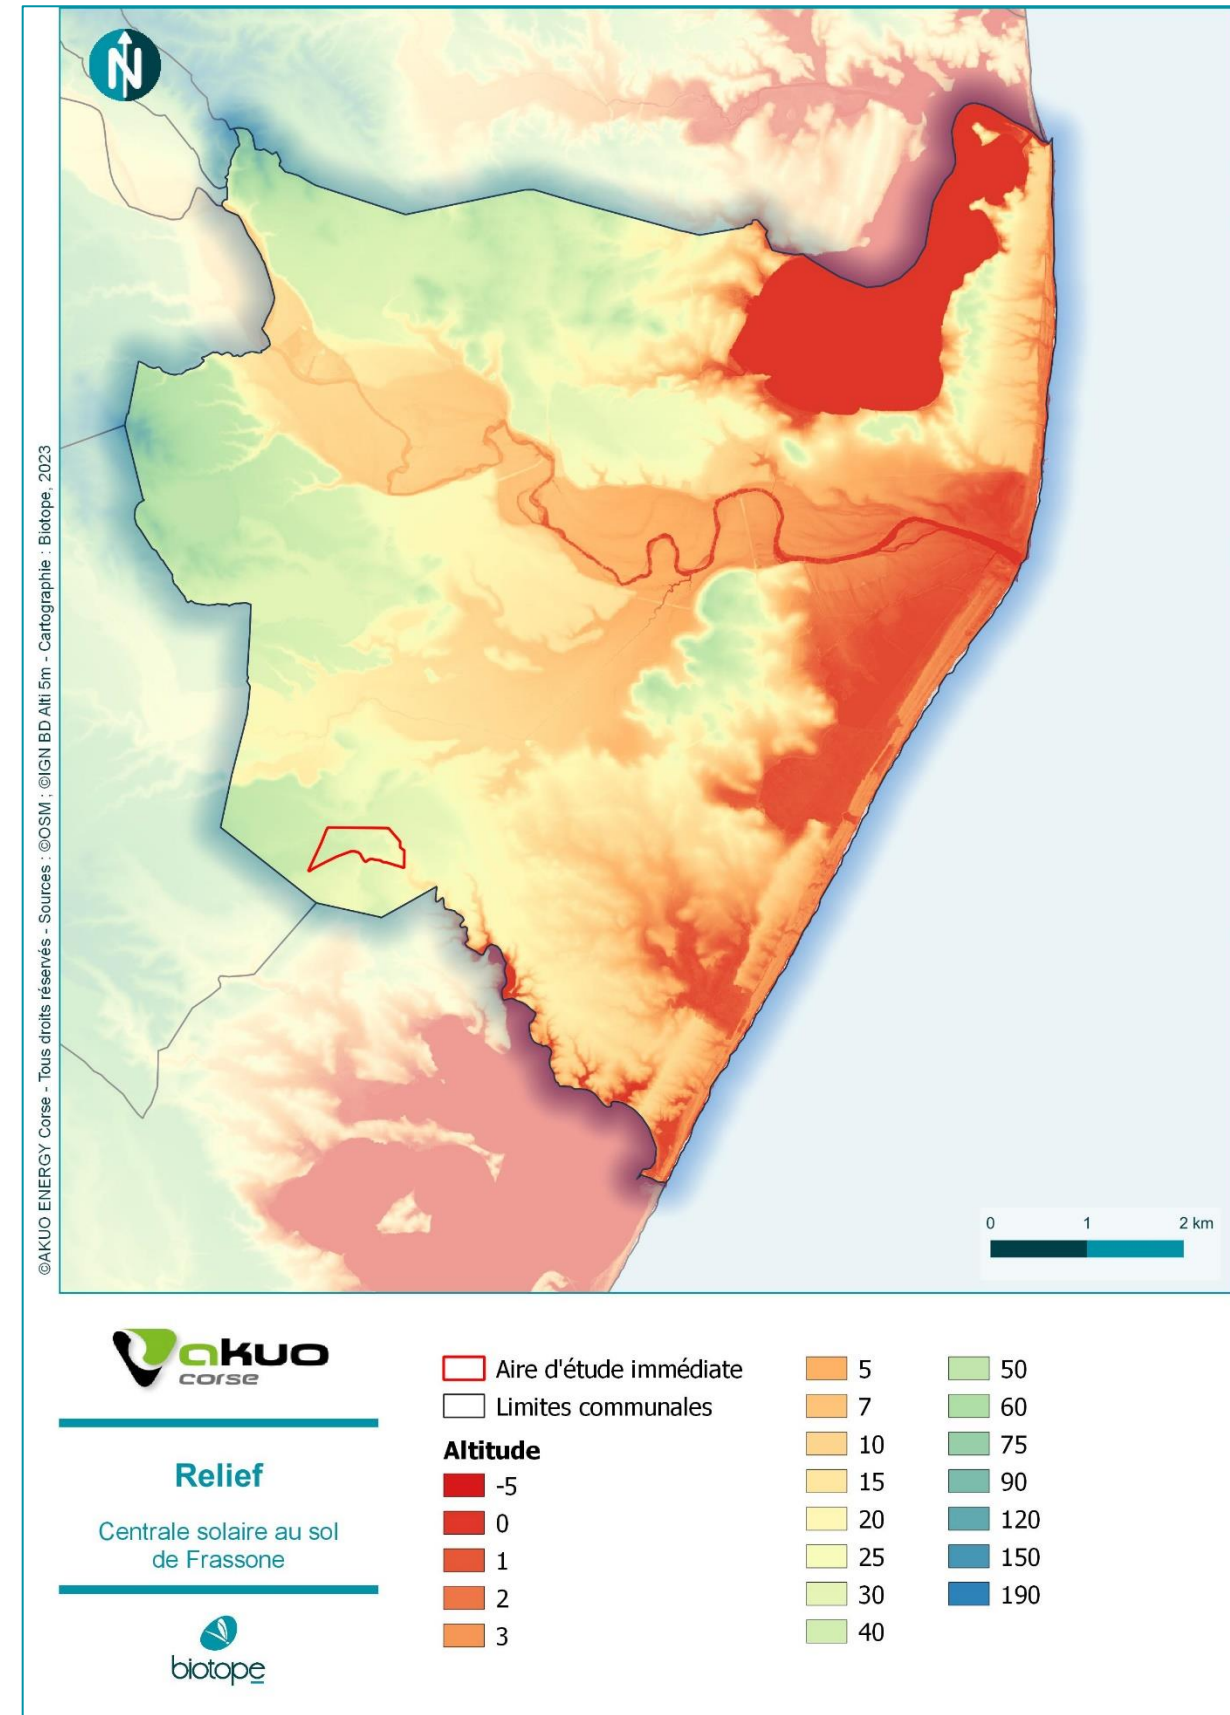 N
©AKUO ENERGY Corse - Tous droits réservés - Sources : ©OSM ; ©IGN BD Alti 5m - Cartographie : Biotope, 2023
0 1 2 km
akuo
corse
Relief
Centrale solaire au sol
de Frassone
biotope
Aire d'étude immédiate
Limites communales
Altitude
-5
0
1
2
3
5
7
10
15
20
25
30
40
50
60
75
90
120
150
190